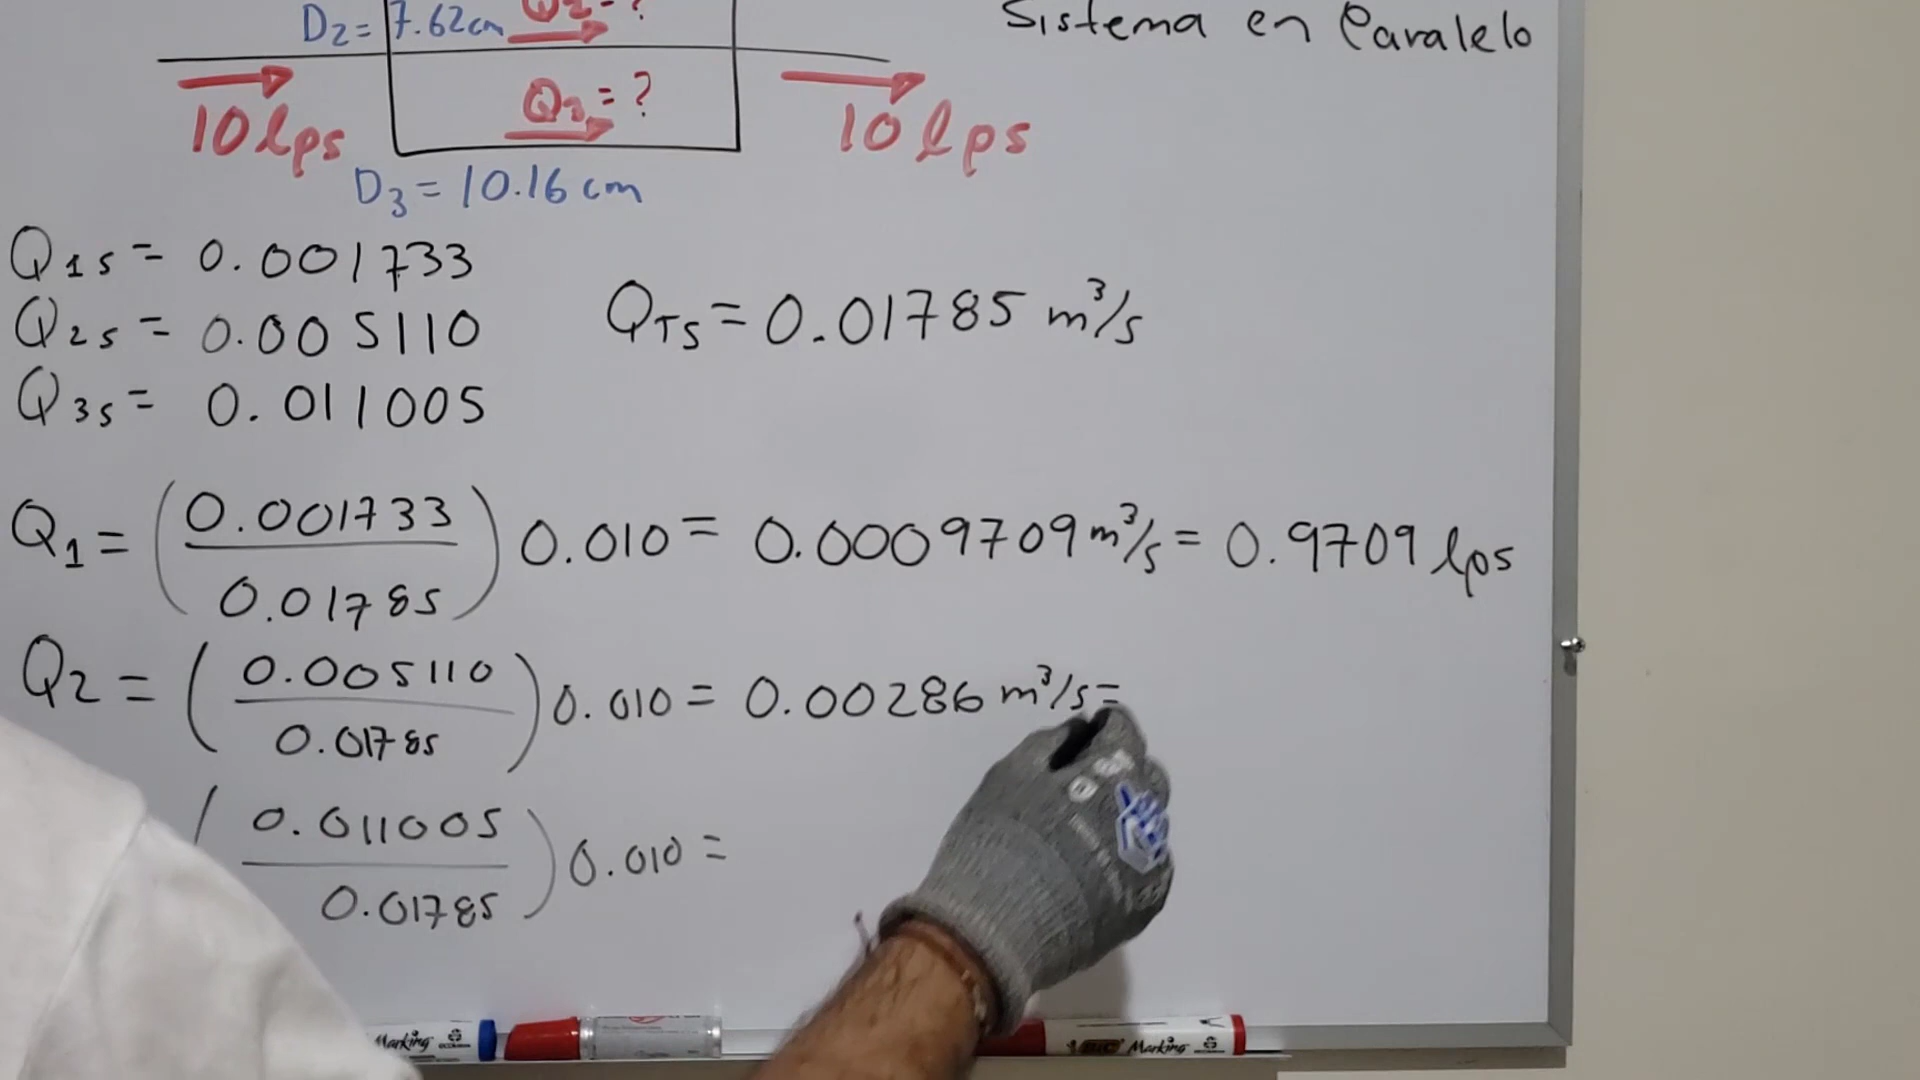 D₂ = 7.62cm Q₂ = ?
Sistema en Paralelo
Q₃ = ?
10 lps
10 lps
D₃ = 10.16 cm
Q₁s = 0.001733
Q₂s = 0.005110
Q₃s = 0.011005
QTS = 0.01785 m³/s
Q₁ = (0.001733 / 0.01785) 0.010 = 0.0009709 m³/s = 0.9709 lps
Q₂ = (0.005110 / 0.01785) 0.010 = 0.00286 m³/s =
(0.011005 / 0.01785) 0.010 =
Marking
BIC Marking